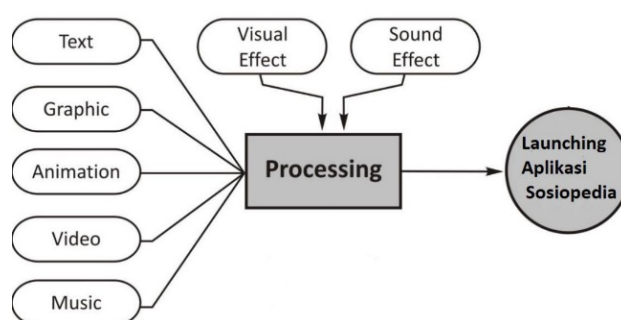 Text
Graphic
Animation
Video
Music
Visual
Effect
Sound
Effect
Processing
Launching
Aplikasi
Sosiopedia